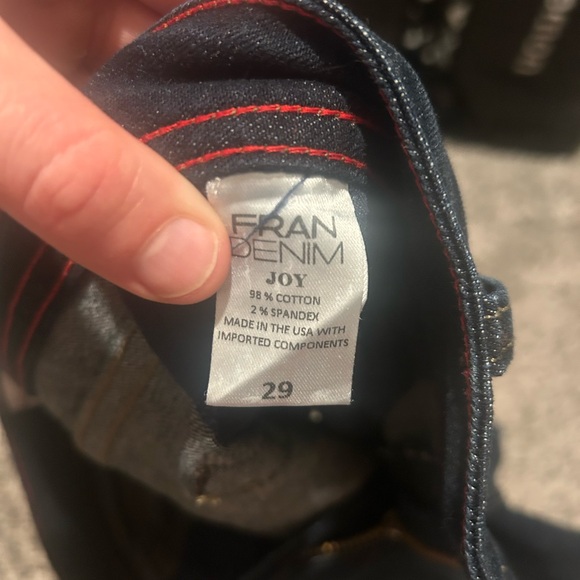 FRAN
DENIM
JOY
98 % COTTON
2 % SPANDEX
MADE IN THE USA WITH
IMPORTED COMPONENTS
29